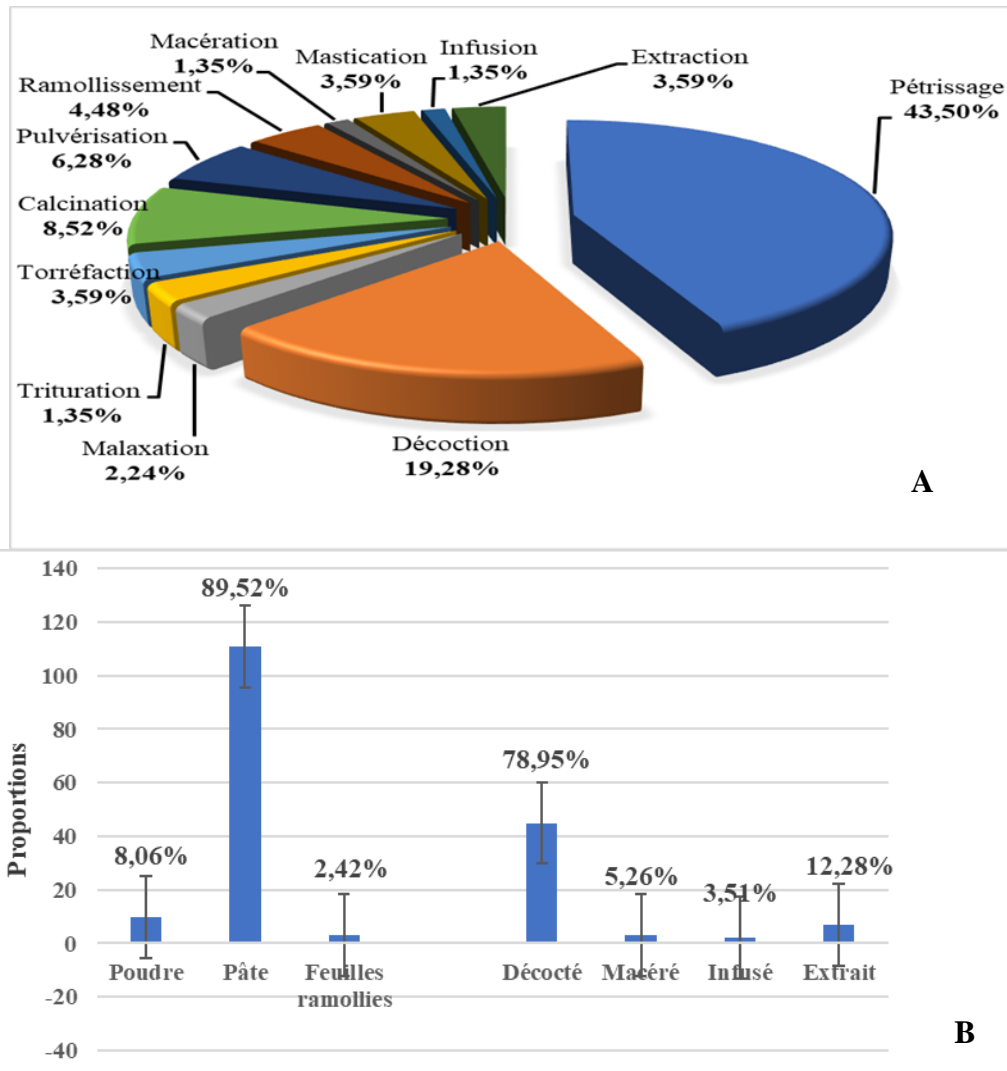 Macération
1,35%
Mastication
3,59%
Infusion
1,35%
Extraction
3,59%
Pétrissage
43,50%
Ramollissement
4,48%
Pulvérisation
6,28%
Calcination
8,52%
Torréfaction
3,59%
Trituration
1,35%
Malaxation
2,24%
Décoction
19,28%
A
140
120
100
80
60
40
20
0
-20
-40
Proportions
8,06%
89,52%
2,42%
78,95%
5,26%
3,51%
12,28%
Poudre
Pâte
Feuilles
ramollies
Décocté
Macéré
Infusé
Extrait
B